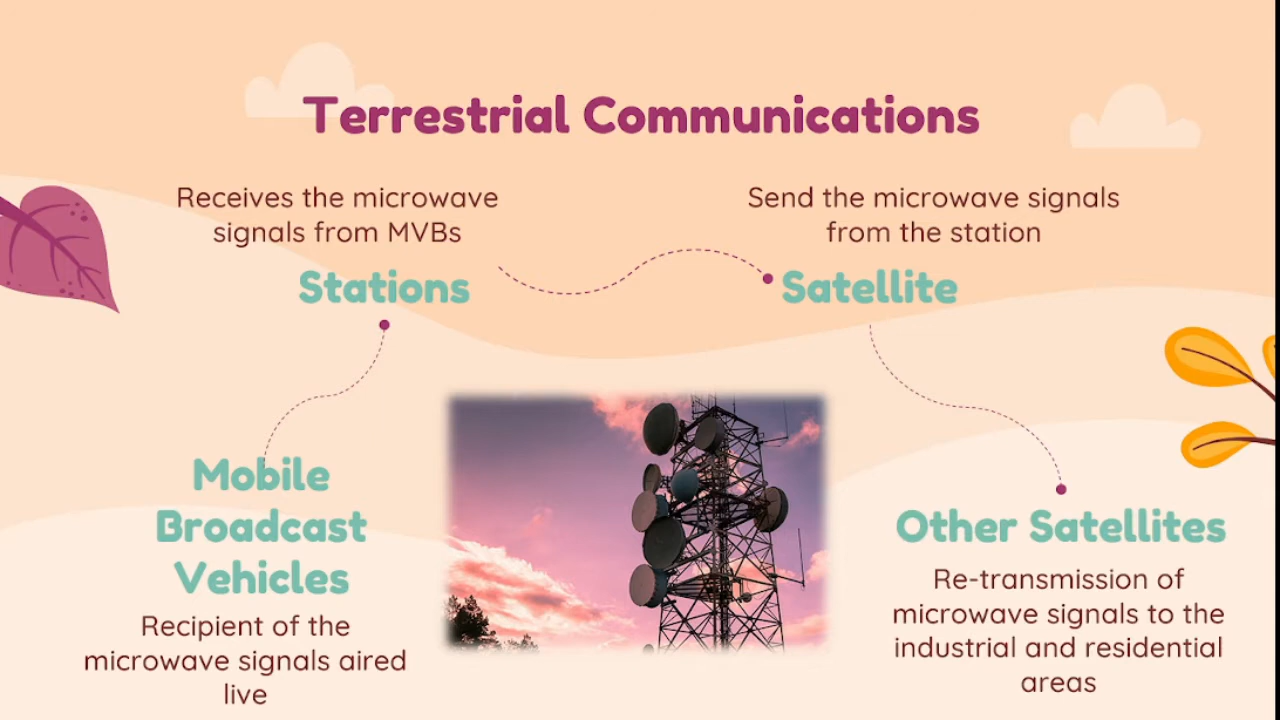 Terrestrial Communications
Receives the microwave
signals from MVBs
Stations
Send the microwave signals
from the station
Satellite
Mobile
Broadcast
Vehicles
Recipient of the
microwave signals aired
live
Other Satellites
Re-transmission of
microwave signals to the
industrial and residential
areas